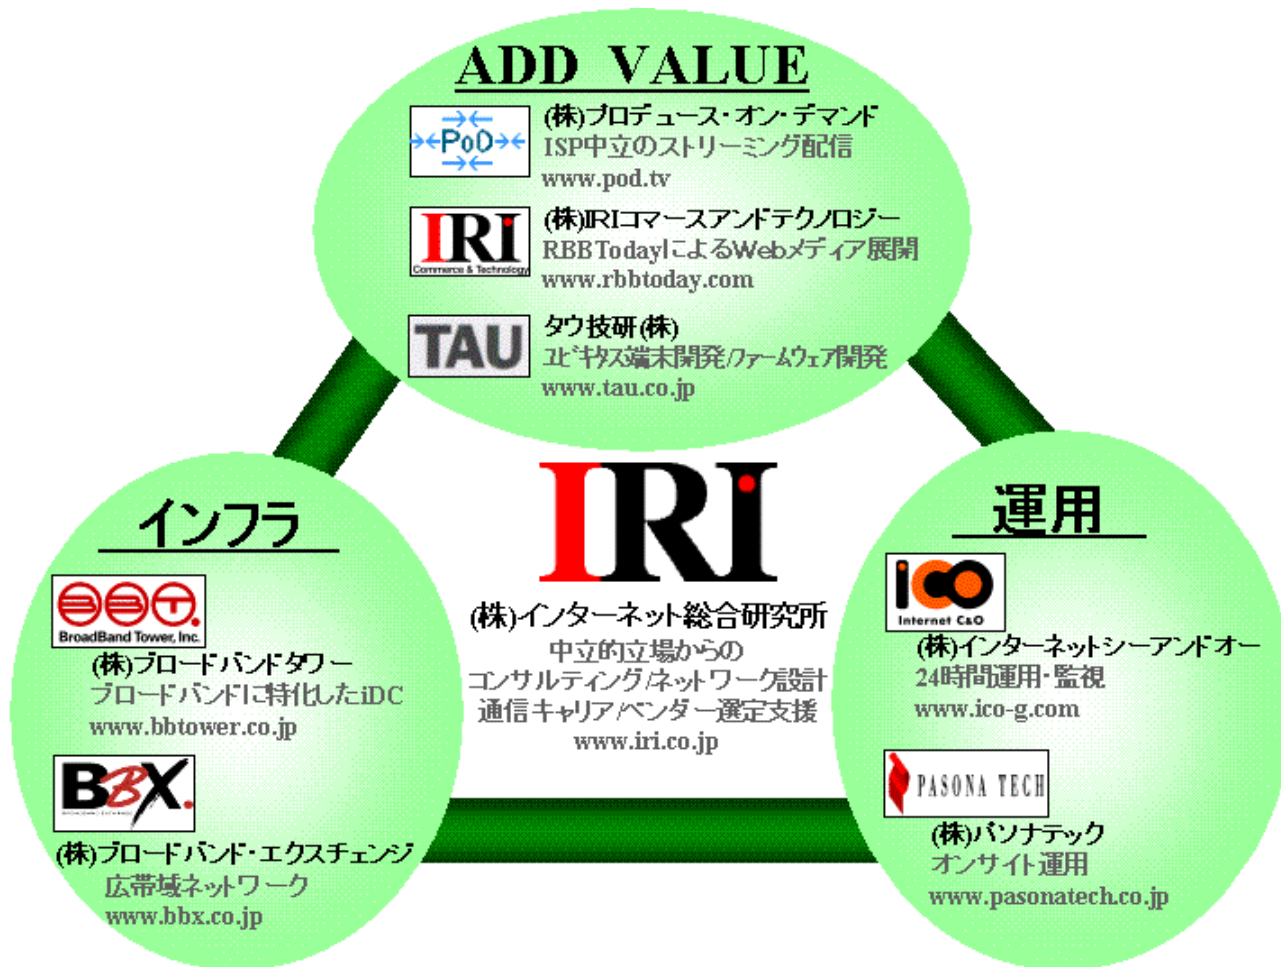 ADD VALUE
PoD
(株)プロデュース・オン・デマンド
ISP中立のストリーミング配信
www.pod.tv
IRI
Commerce & Technology
(株)IRIコマースアンドテクノロジー
RBBTodayによるWebメディア展開
www.rbbtoday.com
TAU
タウ技研(株)
ユビキタス端末開発/ファームウェア開発
www.tau.co.jp
インフラ
BBT.
BroadBand Tower, Inc.
(株)ブロードバンドタワー
ブロードバンドに特化したiDC
www.bbtower.co.jp
BBX.
BROADBAND EXCHANGE
(株)ブロードバンド・エクスチェンジ
広帯域ネットワーク
www.bbx.co.jp
IRI
(株)インターネット総合研究所
中立的立場からの
コンサルティング/ネットワーク設計
通信キャリア/ベンダー選定支援
www.iri.co.jp
運用
ico
Internet C&O
(株)インターネットシーアンドオー
24時間運用・監視
www.ico-g.com
PASONA TECH
(株)パソナテック
オンサイト運用
www.pasonatech.co.jp